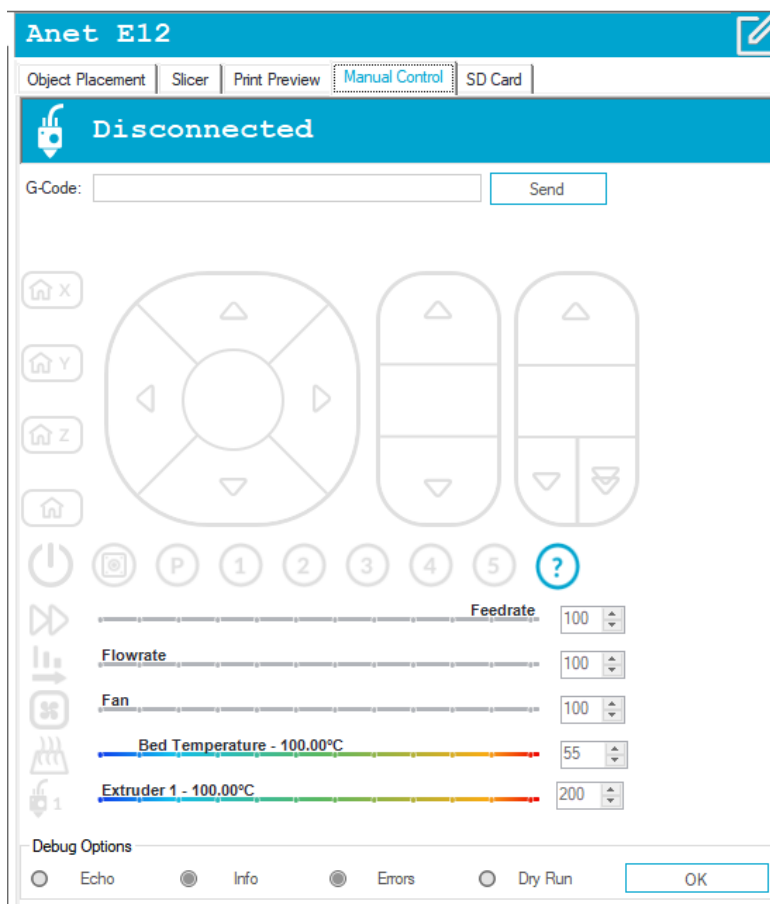 Anet E12
Object Placement Slicer Print Preview Manual Control SD Card
Disconnected
G-Code: Send
X
Y
Z
P 1 2 3 4 5 ?
Feedrate 100
Flowrate 100
Fan 100
Bed Temperature - 100.00°C 55
Extruder 1 - 100.00°C 200
1
Debug Options
Echo Info Errors Dry Run OK